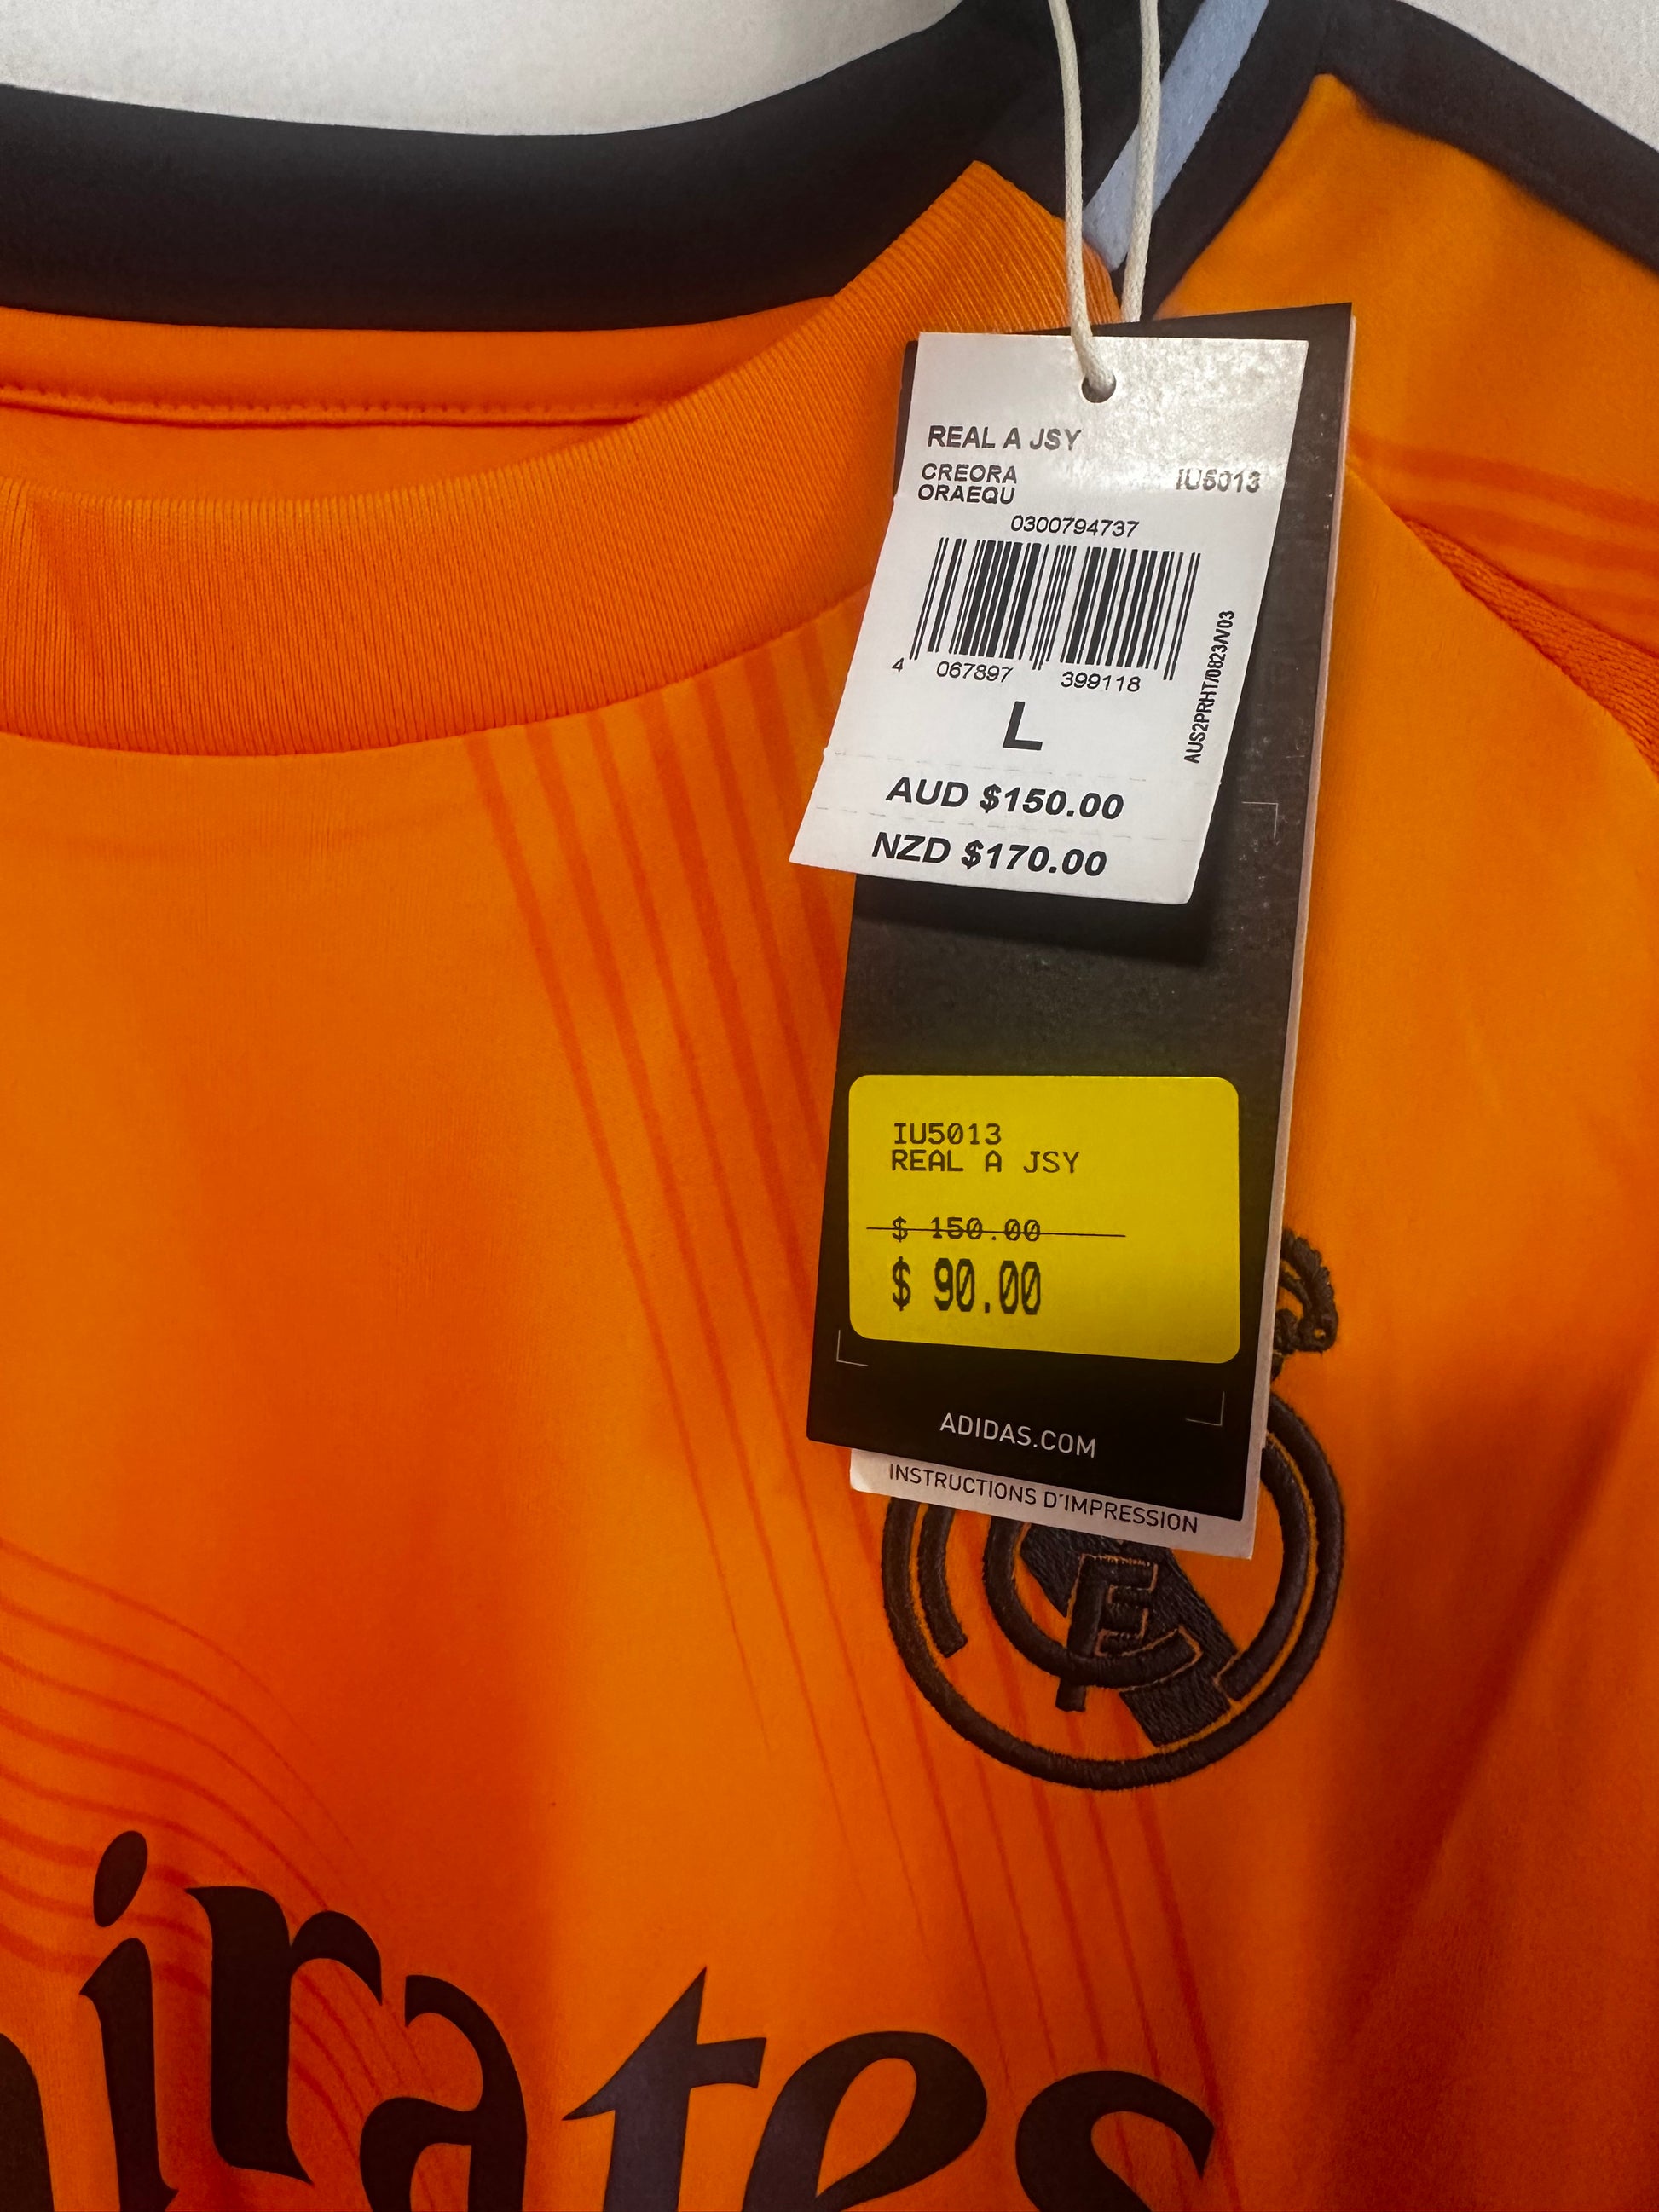 REAL A JSY
CREORA
ORAEQU
IU5013
0300794737
4 067897 399118
AUS2PRHT/0823/V03
L
AUD $150.00
NZD $170.00
IU5013
REAL A JSY
$ 150.00
$ 90.00
ADIDAS.COM
INSTRUCTIONS D'IMPRESSION
irates